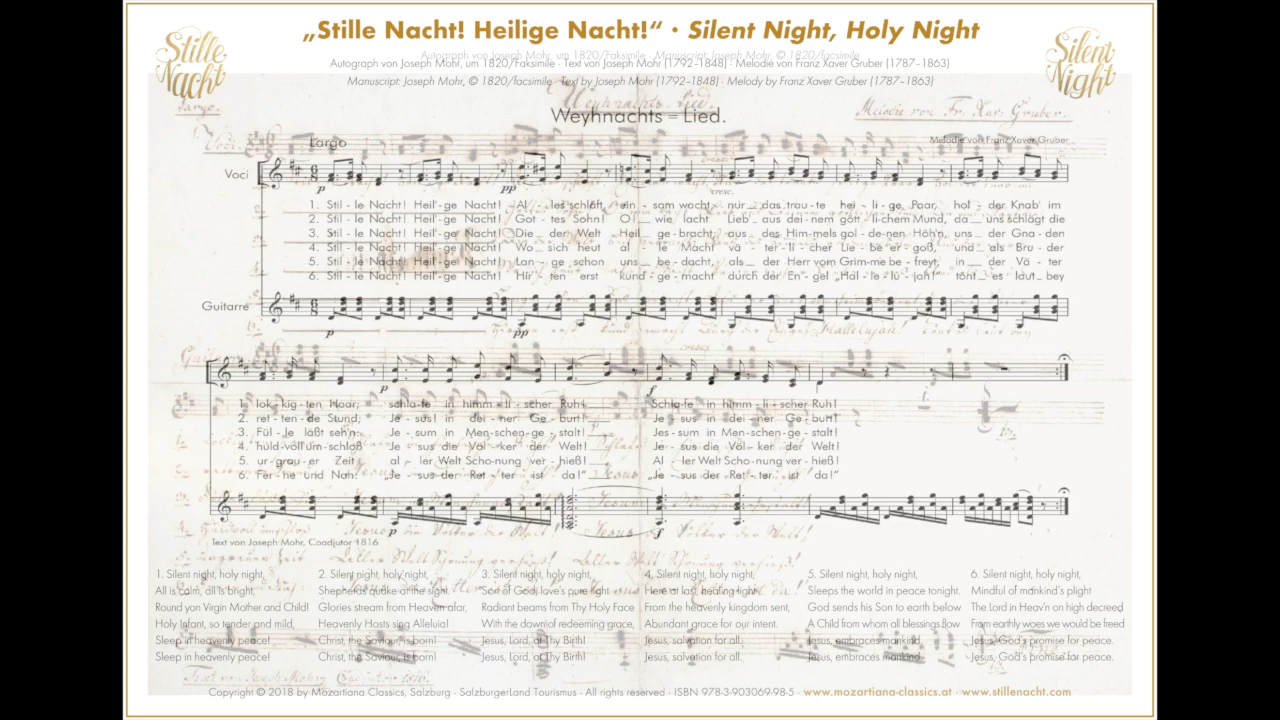 „Stille Nacht! Heilige Nacht!“ · Silent Night, Holy Night
Stille Nacht
Silent Night
Autograph von Joseph Mohr, um 1820/Faksimile · Manuscript: Joseph Mohr, © 1820/facsimile
Autograph von Joseph Mohr, um 1820/Faksimile · Text von Joseph Mohr (1792–1848) · Melodie von Franz Xaver Gruber (1787–1863)
Manuscript: Joseph Mohr, © 1820/facsimile · Text by Joseph Mohr (1792–1848) · Melody by Franz Xaver Gruber (1787–1863)
Weyhnachts Lied.
Largo.
Melodie von Fr. Xav. Gruber.
Weyhnachts = Lied.
Largo
Melodie von Franz Xaver Gruber
Voci.
Voci
p pp cresc.
1. Stil - le Nacht! Heil'-ge Nacht! Al - les schläft, ein - sam wacht, nur das trau - te hei - li - ge Paar, hol - der Knab' im
2. Stil - le Nacht! Heil'-ge Nacht! Got - tes Sohn! O wie lacht Lieb' aus dei - nem gött - li - chem Mund, da uns schlägt die
3. Stil - le Nacht! Heil'-ge Nacht! Die der Welt Heil ge - bracht, aus des Him - mels gol - de - nen Höh'n, uns der Gna - den
4. Stil - le Nacht! Heil'-ge Nacht! Wo sich heut al - le Macht vä - ter - li - cher Lie - be er - goß, und als Bru - der
5. Stil - le Nacht! Heil'-ge Nacht! Lan - ge schon uns be - dacht, als der Herr vom Grim - me be - freyt, in der Vä - ter
6. Stil - le Nacht! Heil'-ge Nacht! Hir - ten erst kund - ge - macht durch der En - gel „Hal - le - lu - jah!“ tönt es laut bey
Guitarre
p pp
p f
1. lok - kig - ten Haar; schla - fe in himm - li - scher Ruh! Schla - fe in himm - li - scher Ruh!
2. ret - ten - de Stund; Je - sus! in dei - ner Ge - burt! Je - sus in dei - ner Ge - burt!
3. Fül - le läßt seh'n: Je - sum in Men - schen - ge - stalt! Jes - sum in Men - schen - ge - stalt!
4. huld - voll um - schloß Je - sus die Völ - ker der Welt! Je - sus die Völ - ker der Welt!
5. ur - grau - er Zeit al - ler Welt Scho - nung ver - hieß! Al - ler Welt Scho - nung ver - hieß!
6. Fer - ne und Nah: „Je - sus der Ret - ter ist da!“ „Je - sus der Ret - ter ist da!“
f
Text von Joseph Mohr, Coadjutor 1816
1. Silent night, holy night,
All is calm, all is bright,
Round yon Virgin Mother and Child!
Holy Infant, so tender and mild,
Sleep in heavenly peace!
Sleep in heavenly peace!
2. Silent night, holy night,
Shepherds quake at the sight.
Glories stream from Heaven afar,
Heavenly Hosts sing Alleluia!
Christ, the Saviour, is born!
Christ, the Saviour, is born!
3. Silent night, holy night,
Son of God, love's pure light
Radiant beams from Thy Holy Face
With the dawn of redeeming grace,
Jesus, Lord, at Thy Birth!
Jesus, Lord, at Thy Birth!
4. Silent night, holy night,
Here at last, healing light
From the heavenly kingdom sent,
Abundant grace for our intent.
Jesus, salvation for all.
Jesus, salvation for all.
5. Silent night, holy night,
Sleeps the world in peace tonight.
God sends his Son to earth below
A Child from whom all blessings flow
Jesus, embraces mankind.
Jesus, embraces mankind.
6. Silent night, holy night,
Mindful of mankind's plight
The Lord in Heav'n on high decreed
From earthly woes we would be freed
Jesus, God's promise for peace.
Jesus, God's promise for peace.
Copyright © 2018 by Mozartiana Classics, Salzburg · SalzburgerLand Tourismus · All rights reserved · ISBN 978-3-903069-98-5 · www.mozartiana-classics.at · www.stillenacht.com